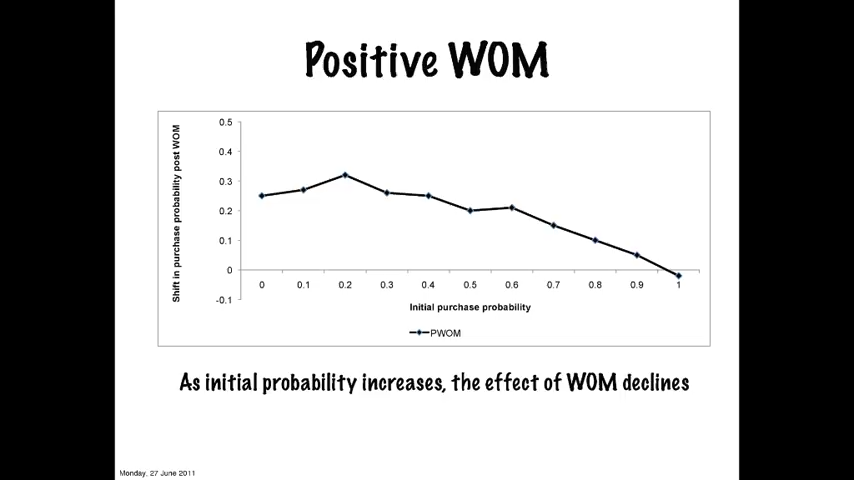 Positive WOM
Shift in purchase probability post WOM
0.5
0.4
0.3
0.2
0.1
0
-0.1
0 0.1 0.2 0.3 0.4 0.5 0.6 0.7 0.8 0.9 1
Initial purchase probability
PWOM
As initial probability increases, the effect of WOM declines
Monday, 27 June 2011